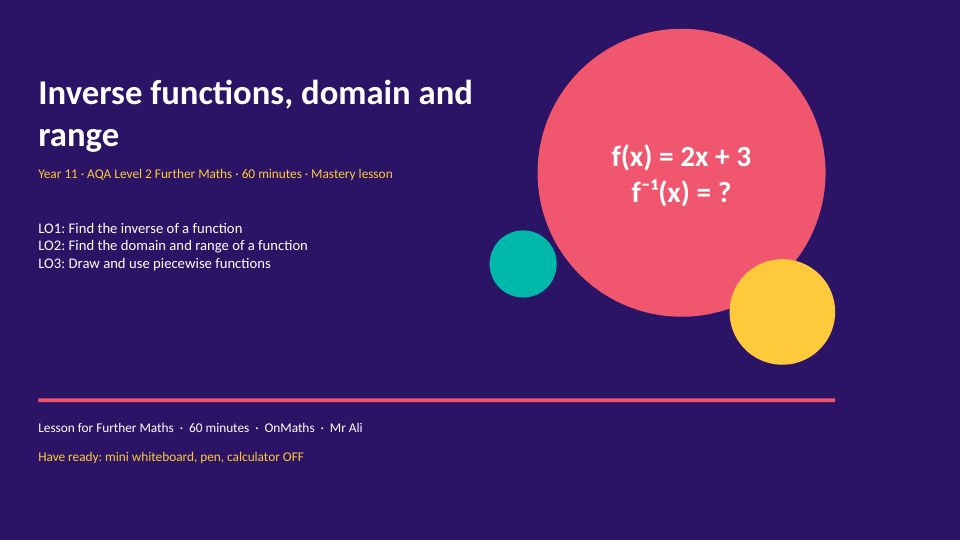 Inverse functions, domain and
range
Year 11 · AQA Level 2 Further Maths · 60 minutes · Mastery lesson
LO1: Find the inverse of a function
LO2: Find the domain and range of a function
LO3: Draw and use piecewise functions
f(x) = 2x + 3
f⁻¹(x) = ?
Lesson for Further Maths · 60 minutes · OnMaths · Mr Ali
Have ready: mini whiteboard, pen, calculator OFF